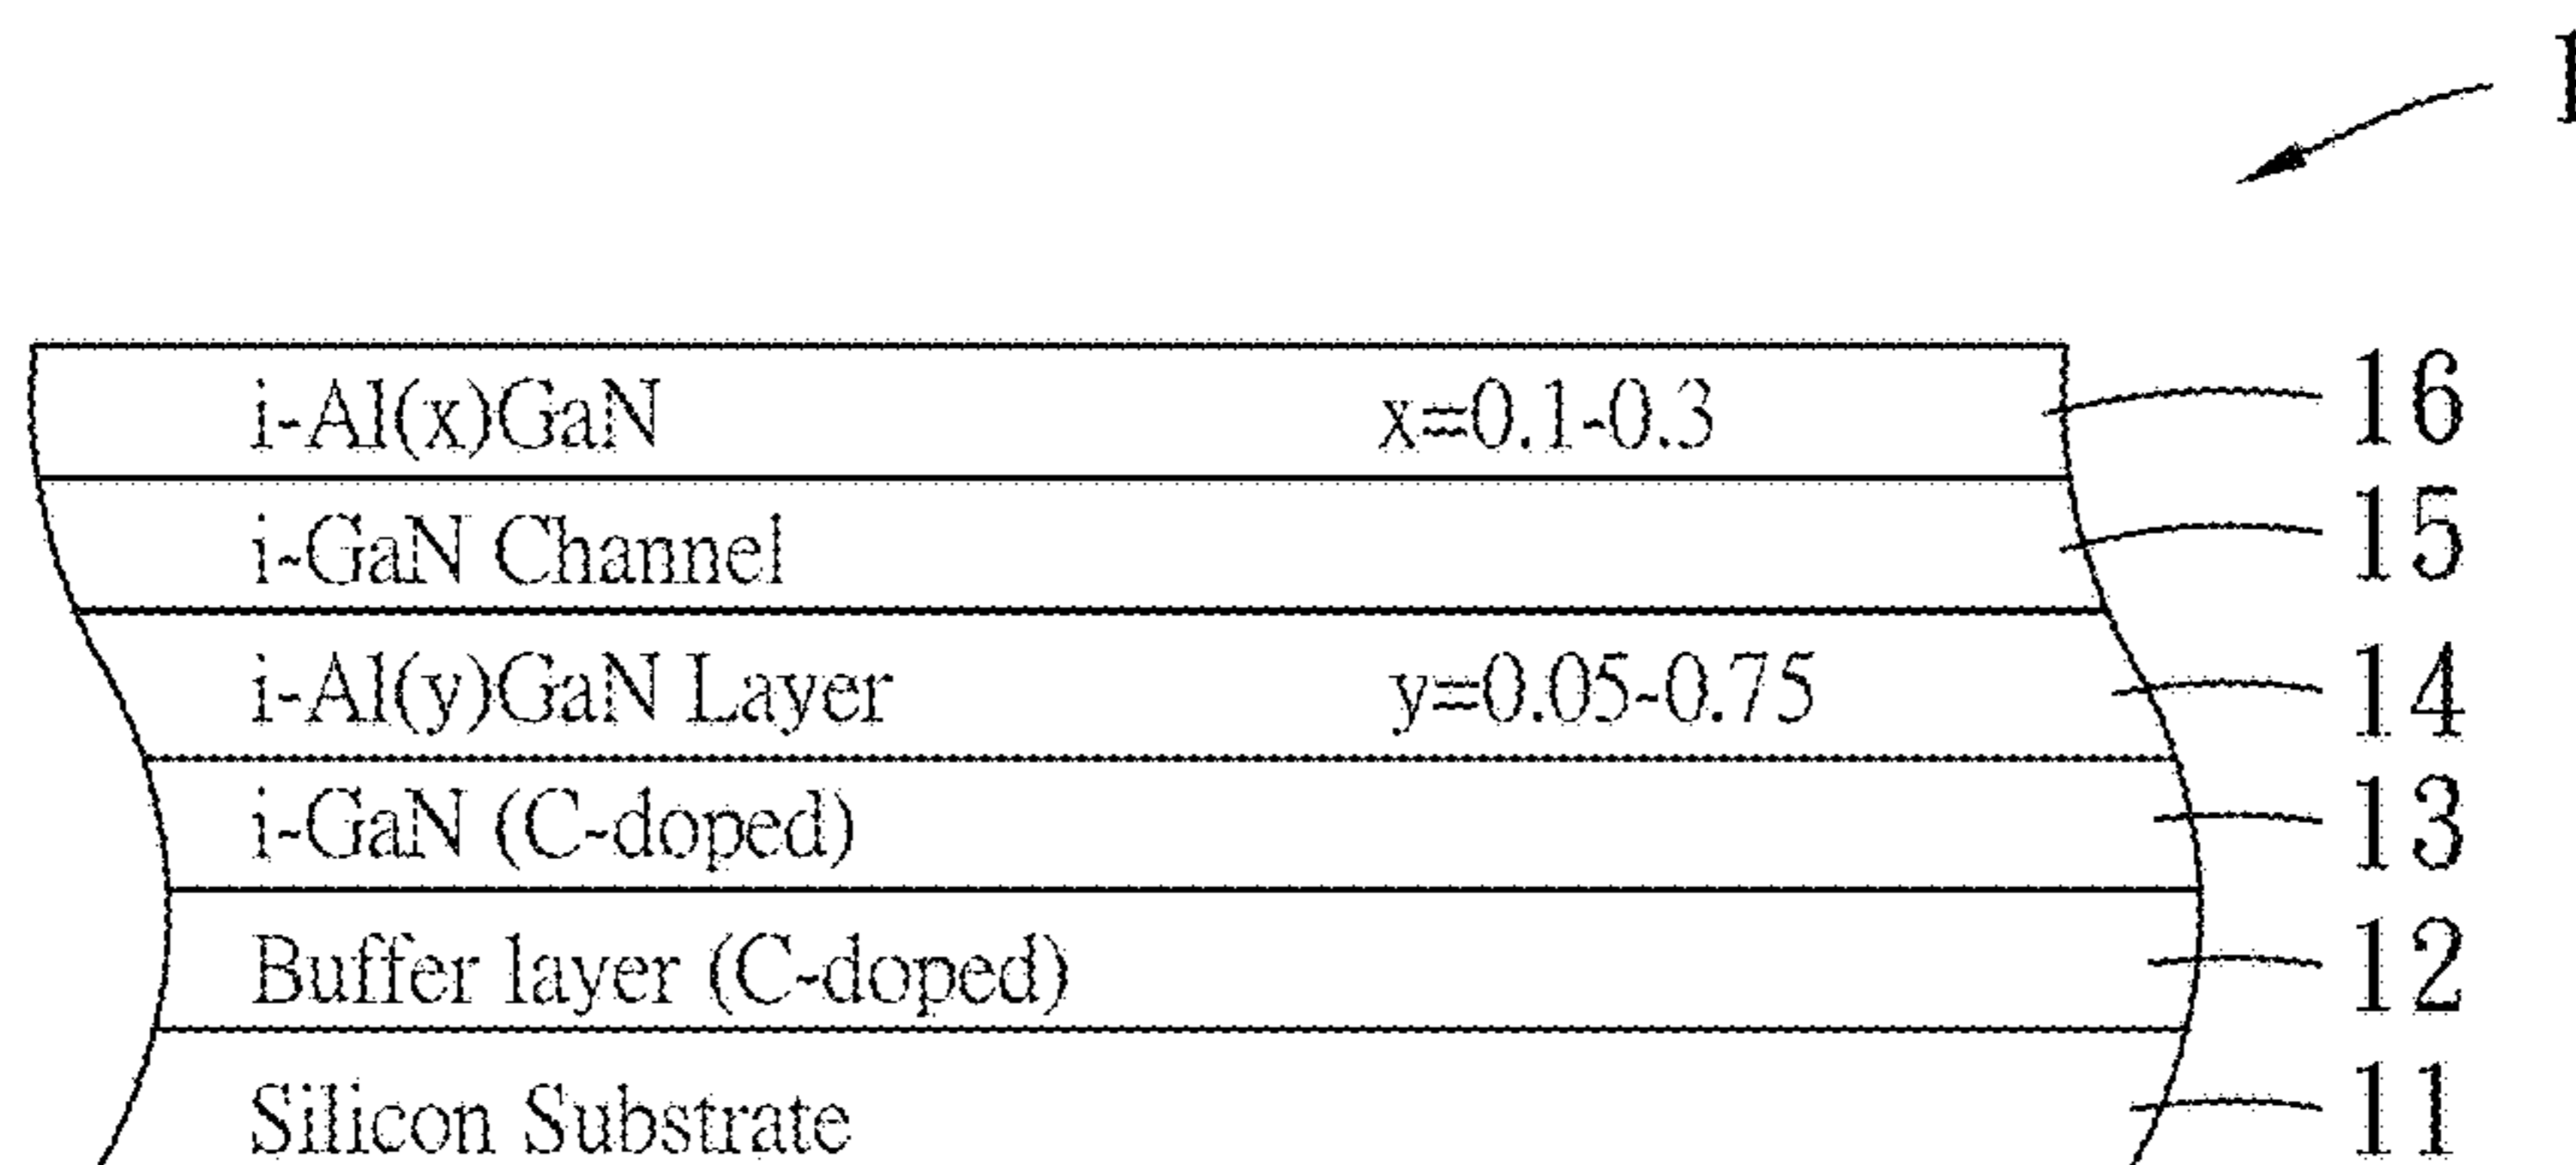 1
i-Al(x)GaN x=0.1-0.3 16
i-GaN Channel 15
i-Al(y)GaN Layer y=0.05-0.75 14
i-GaN (C-doped) 13
Buffer layer (C-doped) 12
Silicon Substrate 11